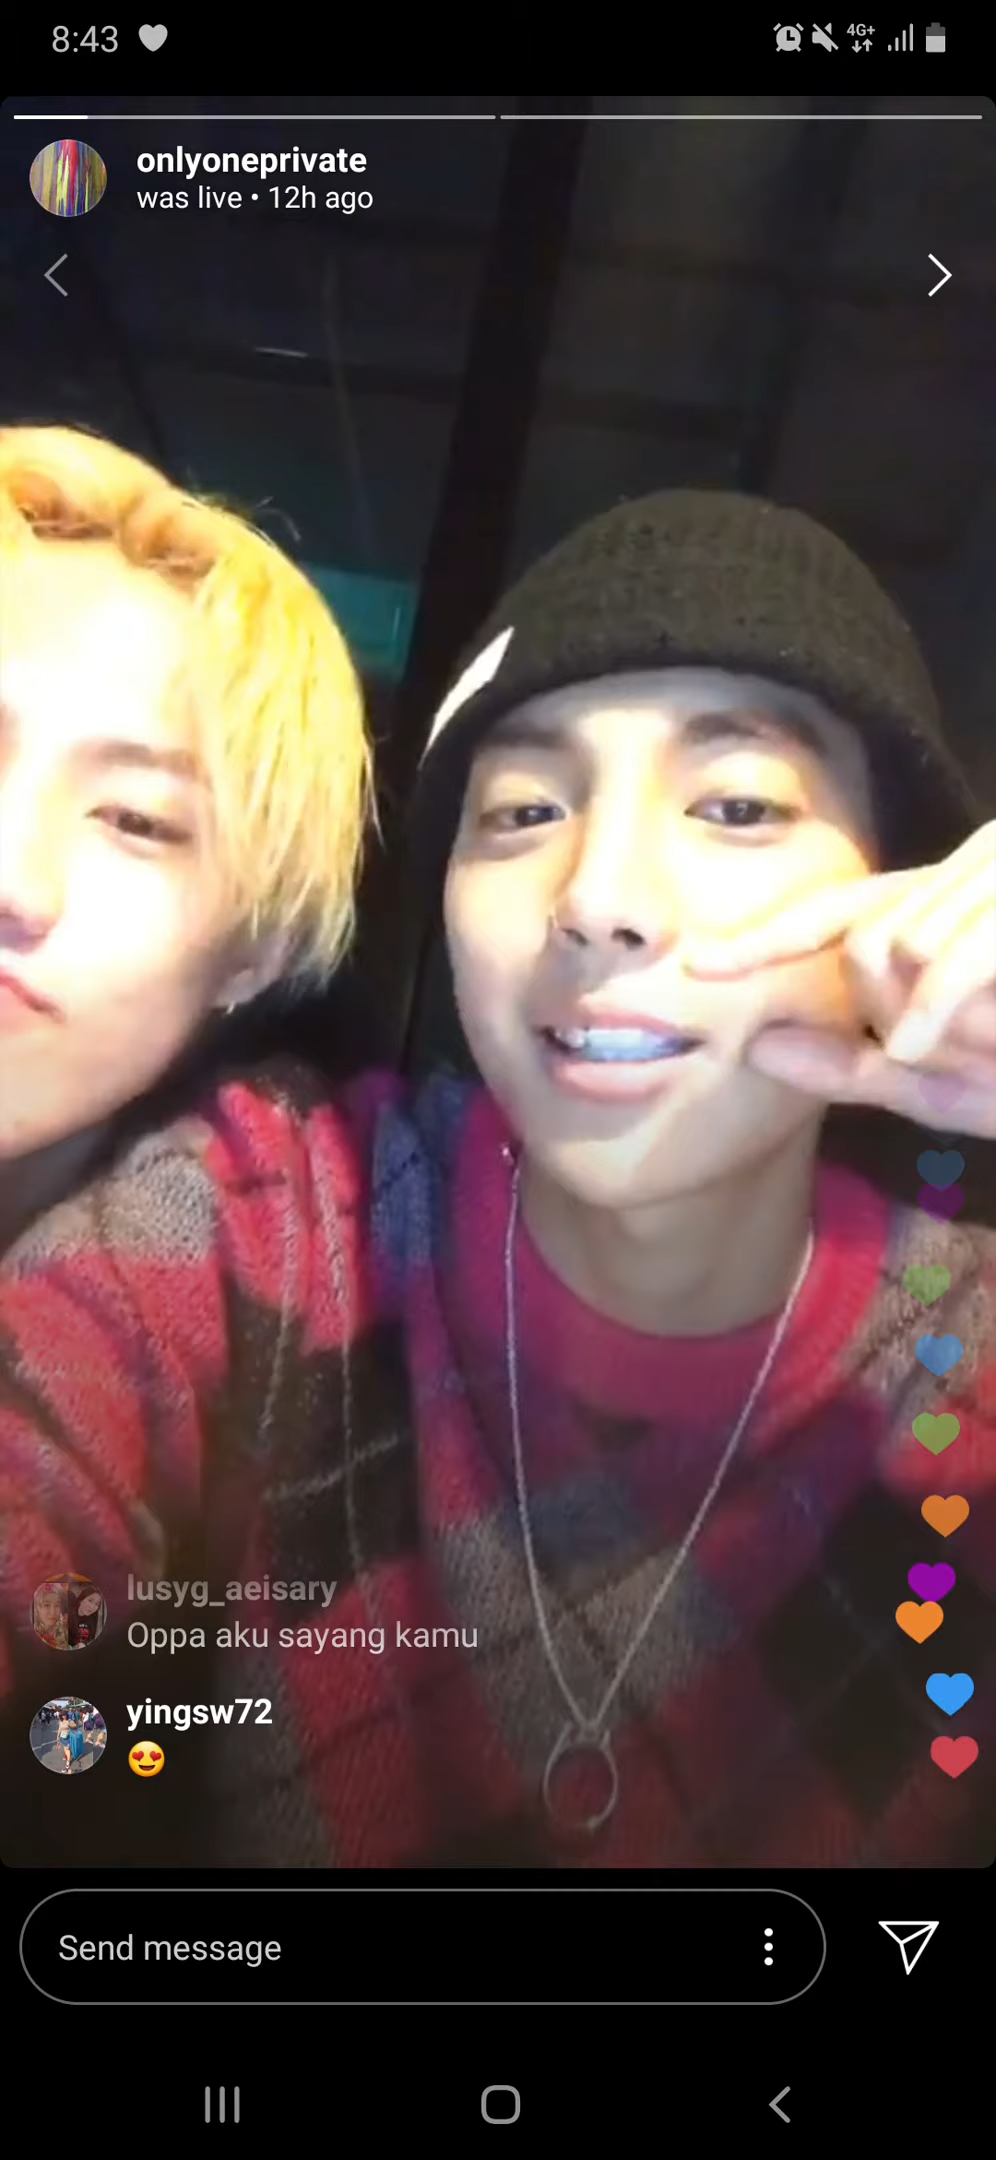 8:43
4G+
onlyoneprivate
was live • 12h ago
lusyg_aeisary
Oppa aku sayang kamu
yingsw72
😍
Send message